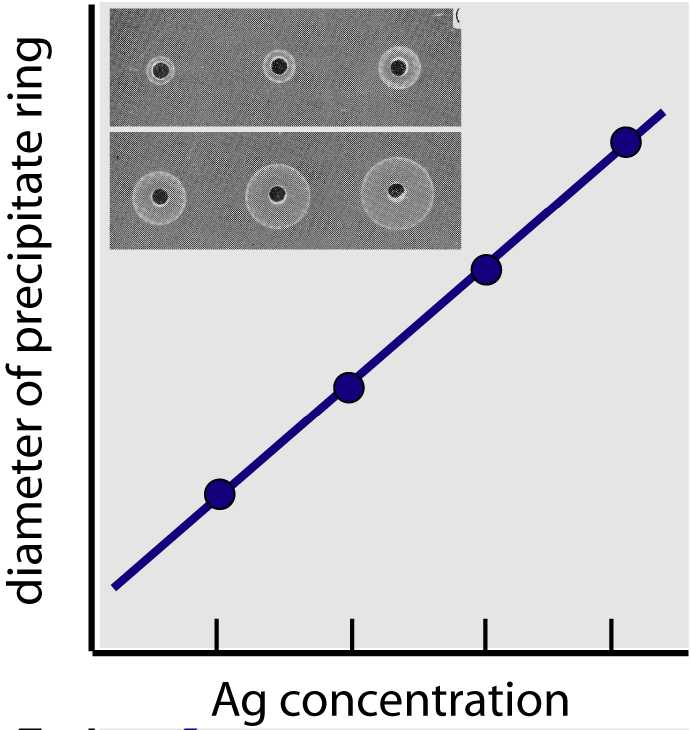 diameter of precipitate ring
Ag concentration